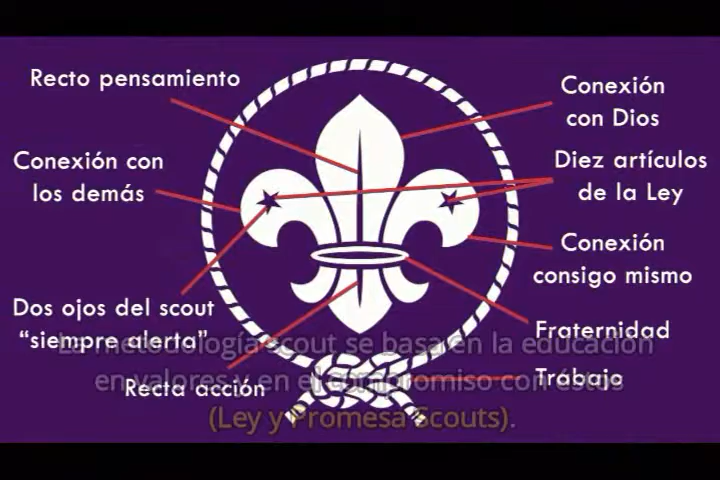 Recto pensamiento
Conexión
con Dios
Conexión con
los demás
Diez artículos
de la Ley
Conexión
consigo mismo
Dos ojos del scout
“siempre alerta”
Fraternidad
La metodología scout se basa en la educación
en valores y en el compromiso con éstos
(Ley y Promesa Scouts).
Recta acción
Trabajo